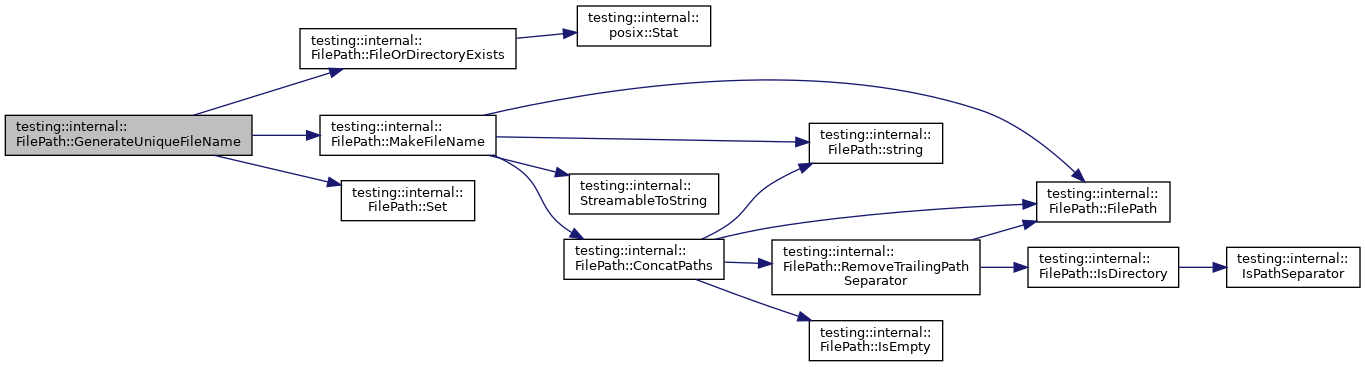 testing::internal::
posix::Stat
testing::internal::
FilePath::FileOrDirectoryExists
testing::internal::
FilePath::GenerateUniqueFileName
testing::internal::
FilePath::MakeFileName
testing::internal::
FilePath::string
testing::internal::
StreamableToString
testing::internal::
FilePath::Set
testing::internal::
FilePath::FilePath
testing::internal::
FilePath::ConcatPaths
testing::internal::
FilePath::RemoveTrailingPath
Separator
testing::internal::
FilePath::IsDirectory
testing::internal::
IsPathSeparator
testing::internal::
FilePath::IsEmpty